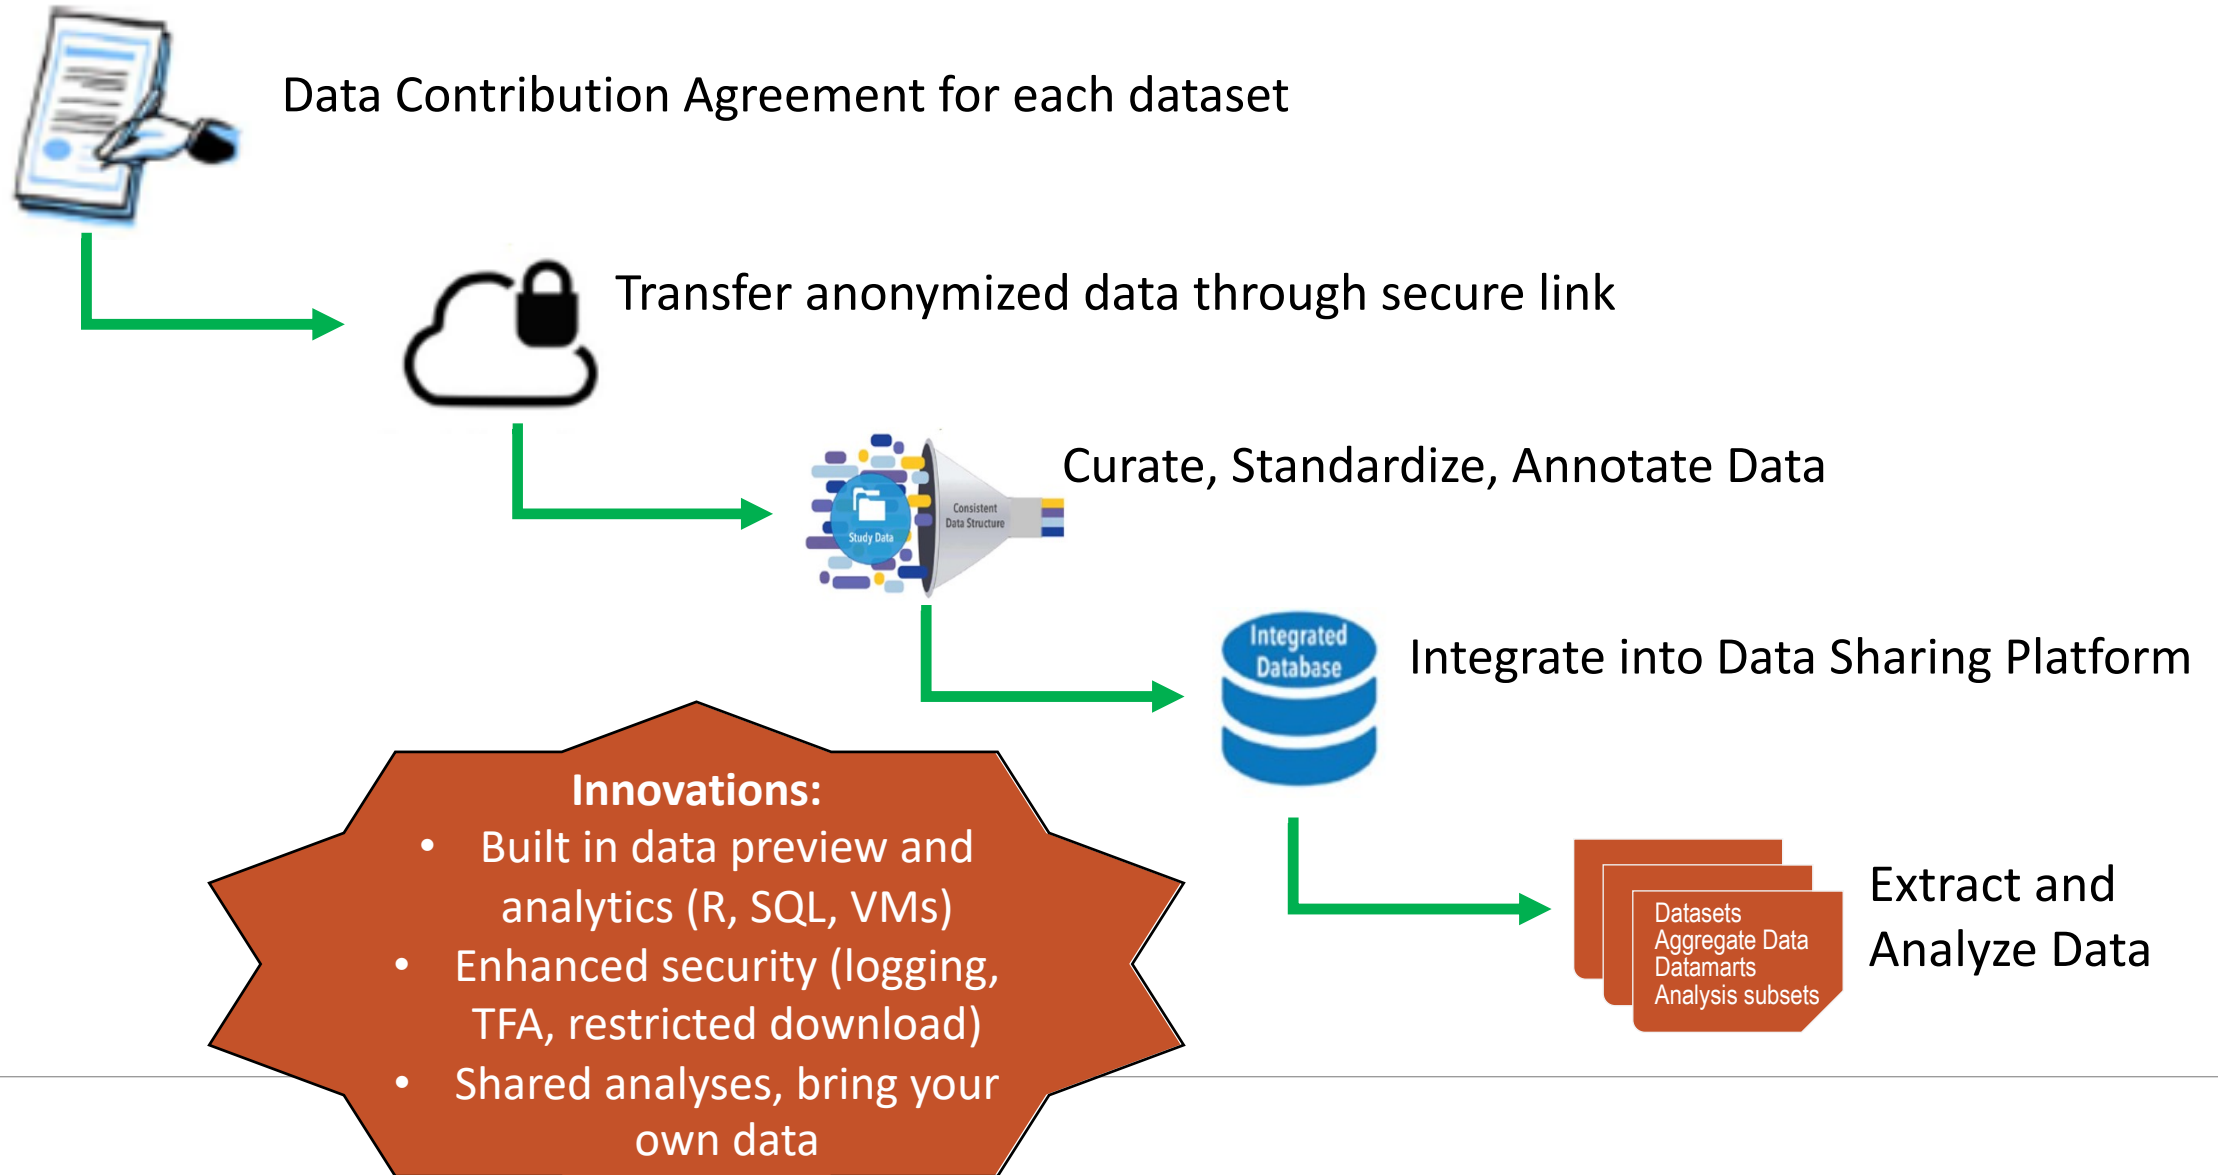 Data Contribution Agreement for each dataset
Transfer anonymized data through secure link
Curate, Standardize, Annotate Data
Study Data
Consistent
Data Structure
Integrated
Database
Integrate into Data Sharing Platform
Innovations:
• Built in data preview and
analytics (R, SQL, VMs)
• Enhanced security (logging,
TFA, restricted download)
• Shared analyses, bring your
own data
Datasets
Aggregate Data
Datamarts
Analysis subsets
Extract and
Analyze Data